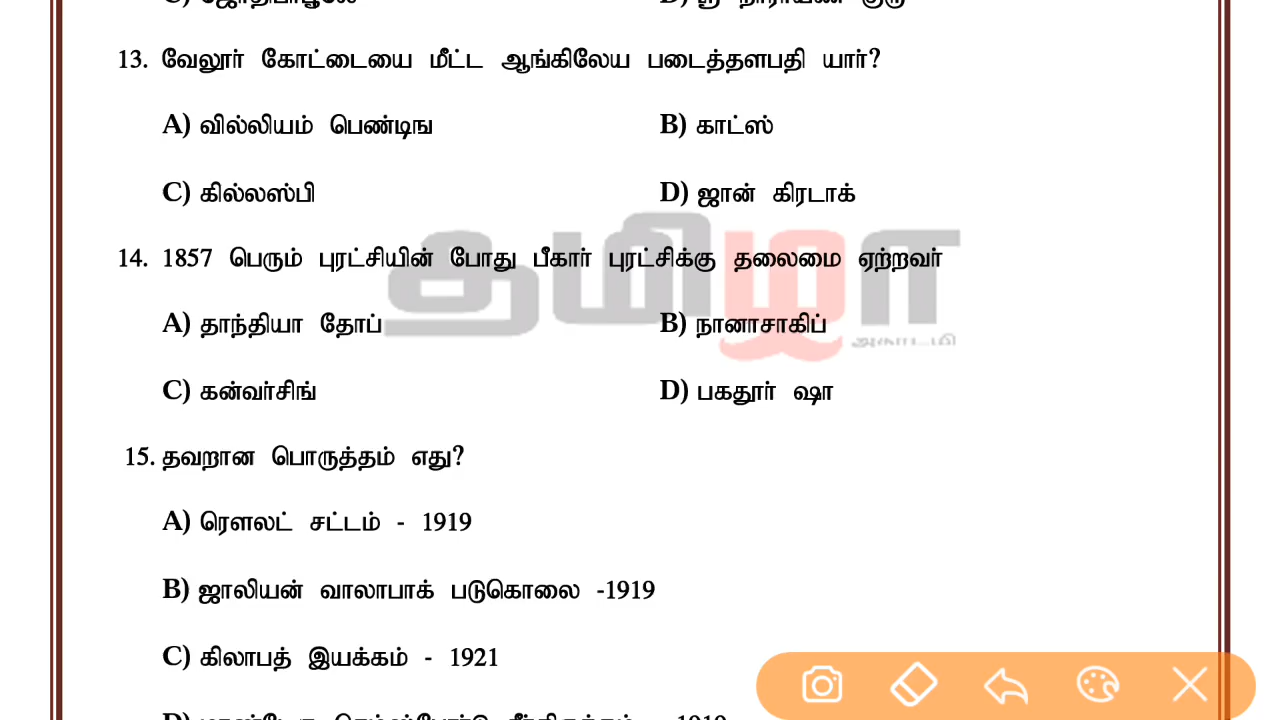 13. வேலூர் கோட்டையை மீட்ட ஆங்கிலேய படைத்தளபதி யார்?
A) வில்லியம் பெண்டிங B) காட்ஸ்
C) கில்லஸ்பி D) ஜான் கிரடாக்
தமிழா
14. 1857 பெரும் புரட்சியின் போது பீகார் புரட்சிக்கு தலைமை ஏற்றவர்
A) தாந்தியா தோப் B) நானாசாகிப்
C) கன்வர்சிங் D) பகதூர் ஷா
15. தவறான பொருத்தம் எது?
A) ரௌலட் சட்டம் - 1919
B) ஜாலியன் வாலாபாக் படுகொலை -1919
C) கிலாபத் இயக்கம் - 1921